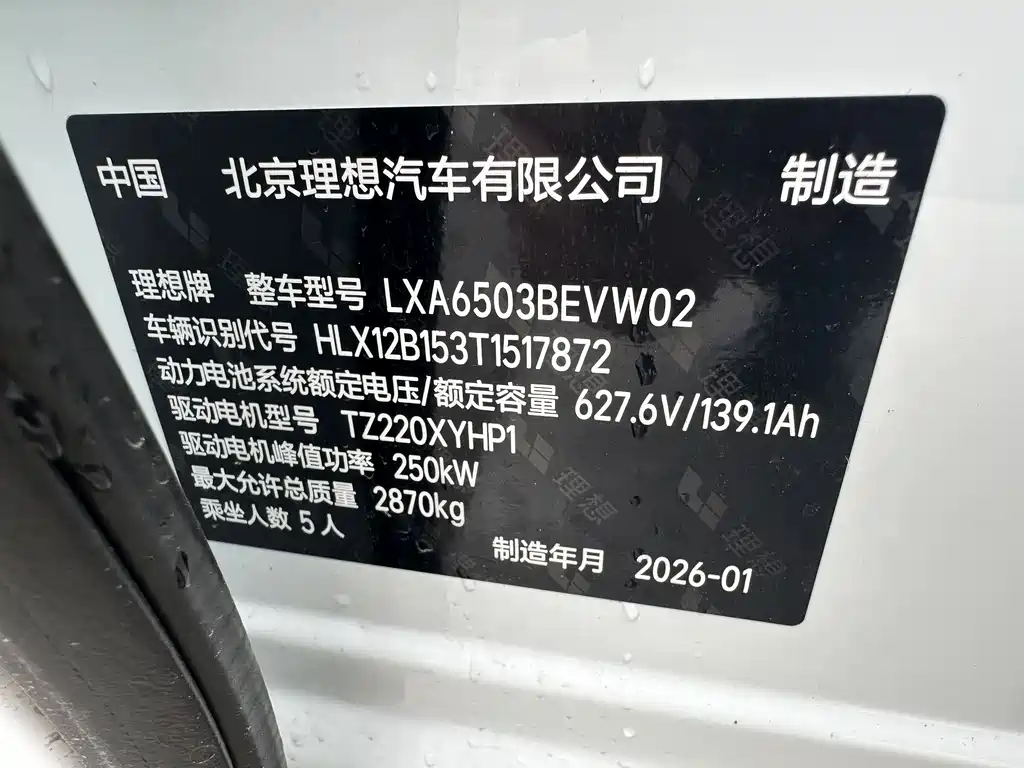 中国 北京理想汽车有限公司 制造
理想牌 整车型号 LXA6503BEVW02
车辆识别代号 HLX12B153T1517872
动力电池系统额定电压/额定容量 627.6V/139.1Ah
驱动电机型号 TZ220XYHP1
驱动电机峰值功率 250kW
最大允许总质量 2870kg
乘坐人数 5人
制造年月 2026-01